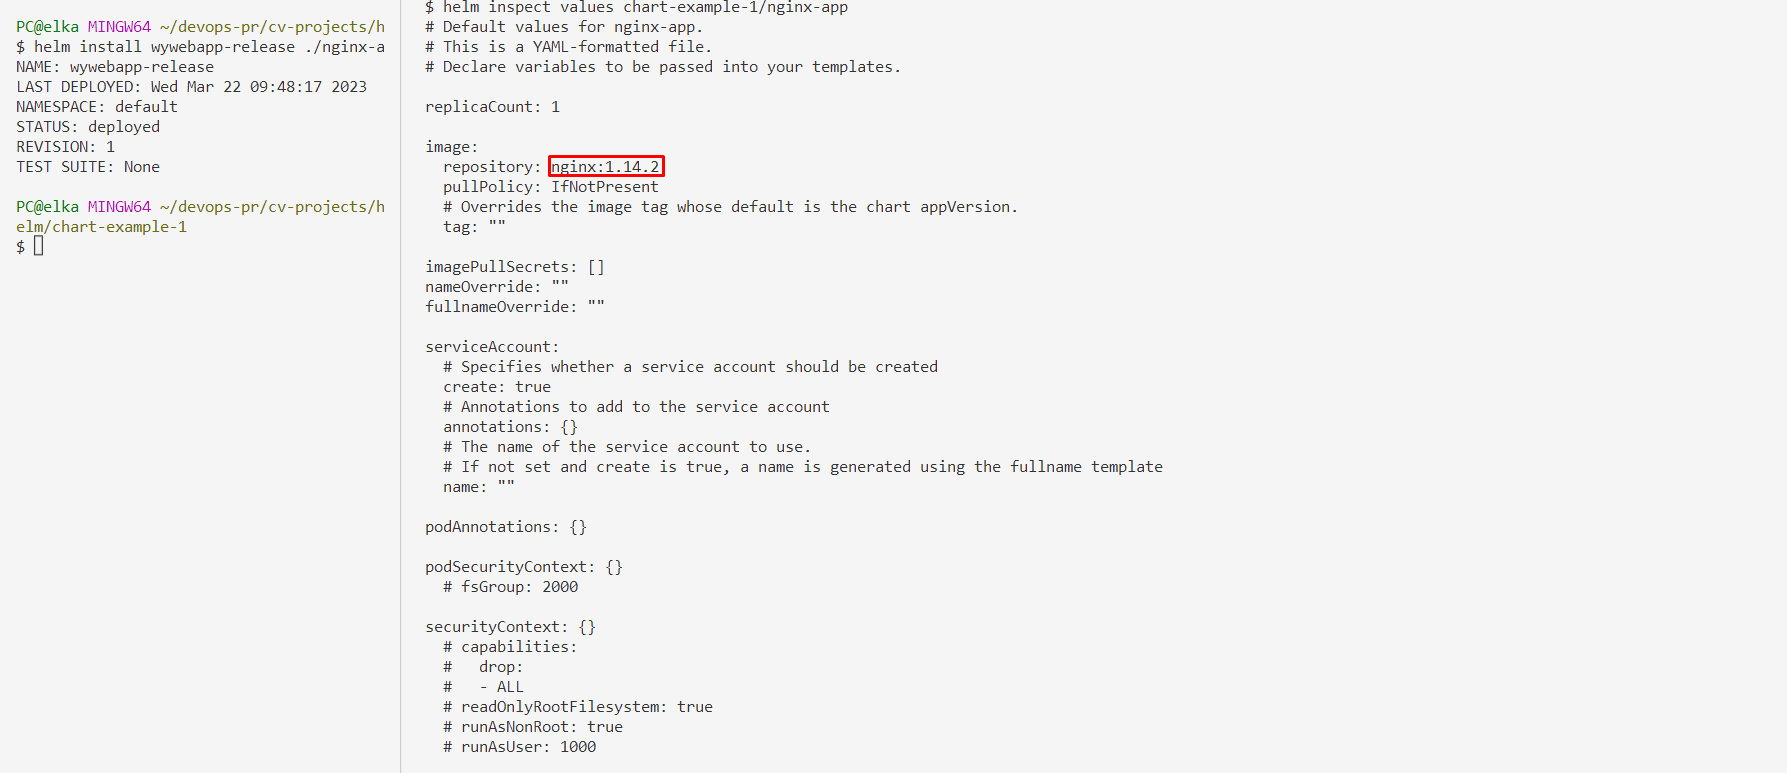 PC@elka MINGW64 ~/devops-pr/cv-projects/h
$ helm install wywebapp-release ./nginx-a
NAME: wywebapp-release
LAST DEPLOYED: Wed Mar 22 09:48:17 2023
NAMESPACE: default
STATUS: deployed
REVISION: 1
TEST SUITE: None
PC@elka MINGW64 ~/devops-pr/cv-projects/h
elm/chart-example-1
$
$ helm inspect values chart-example-1/nginx-app
# Default values for nginx-app.
# This is a YAML-formatted file.
# Declare variables to be passed into your templates.
replicaCount: 1
image:
  repository: nginx:1.14.2
  pullPolicy: IfNotPresent
  # Overrides the image tag whose default is the chart appVersion.
  tag: ""
imagePullSecrets: []
nameOverride: ""
fullnameOverride: ""
serviceAccount:
  # Specifies whether a service account should be created
  create: true
  # Annotations to add to the service account
  annotations: {}
  # The name of the service account to use.
  # If not set and create is true, a name is generated using the fullname template
  name: ""
podAnnotations: {}
podSecurityContext: {}
  # fsGroup: 2000
securityContext: {}
  # capabilities:
  #   drop:
  #   - ALL
  # readOnlyRootFilesystem: true
  # runAsNonRoot: true
  # runAsUser: 1000